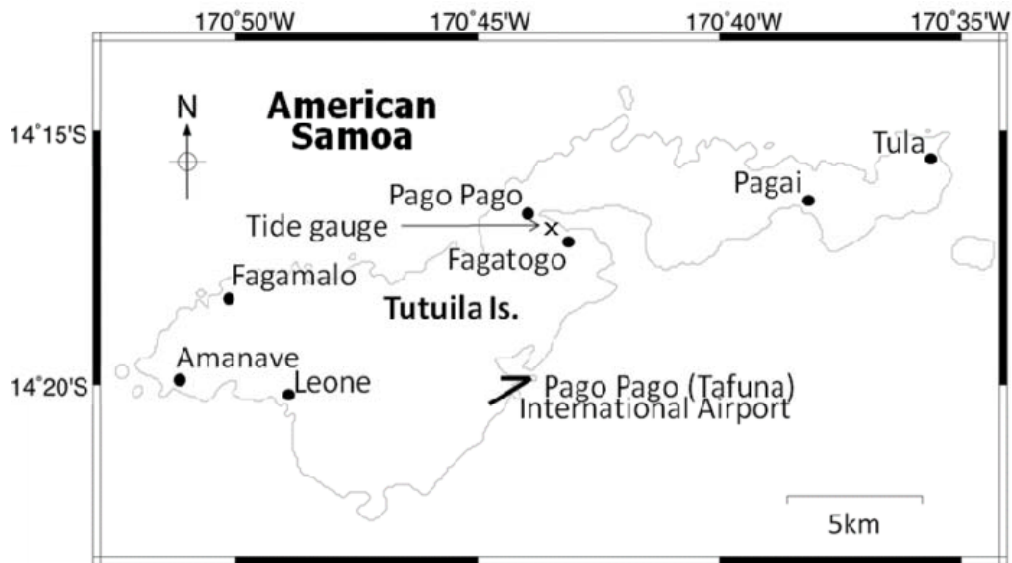 170˚50'W
170˚45'W
170˚40'W
170˚35'W
14˚15'S
14˚20'S
N
American
Samoa
Tula
Pagai
Pago Pago
Tide gauge
x
Fagatogo
Fagamalo
Tutuila Is.
Amanave
Leone
Pago Pago (Tafuna)
International Airport
5km